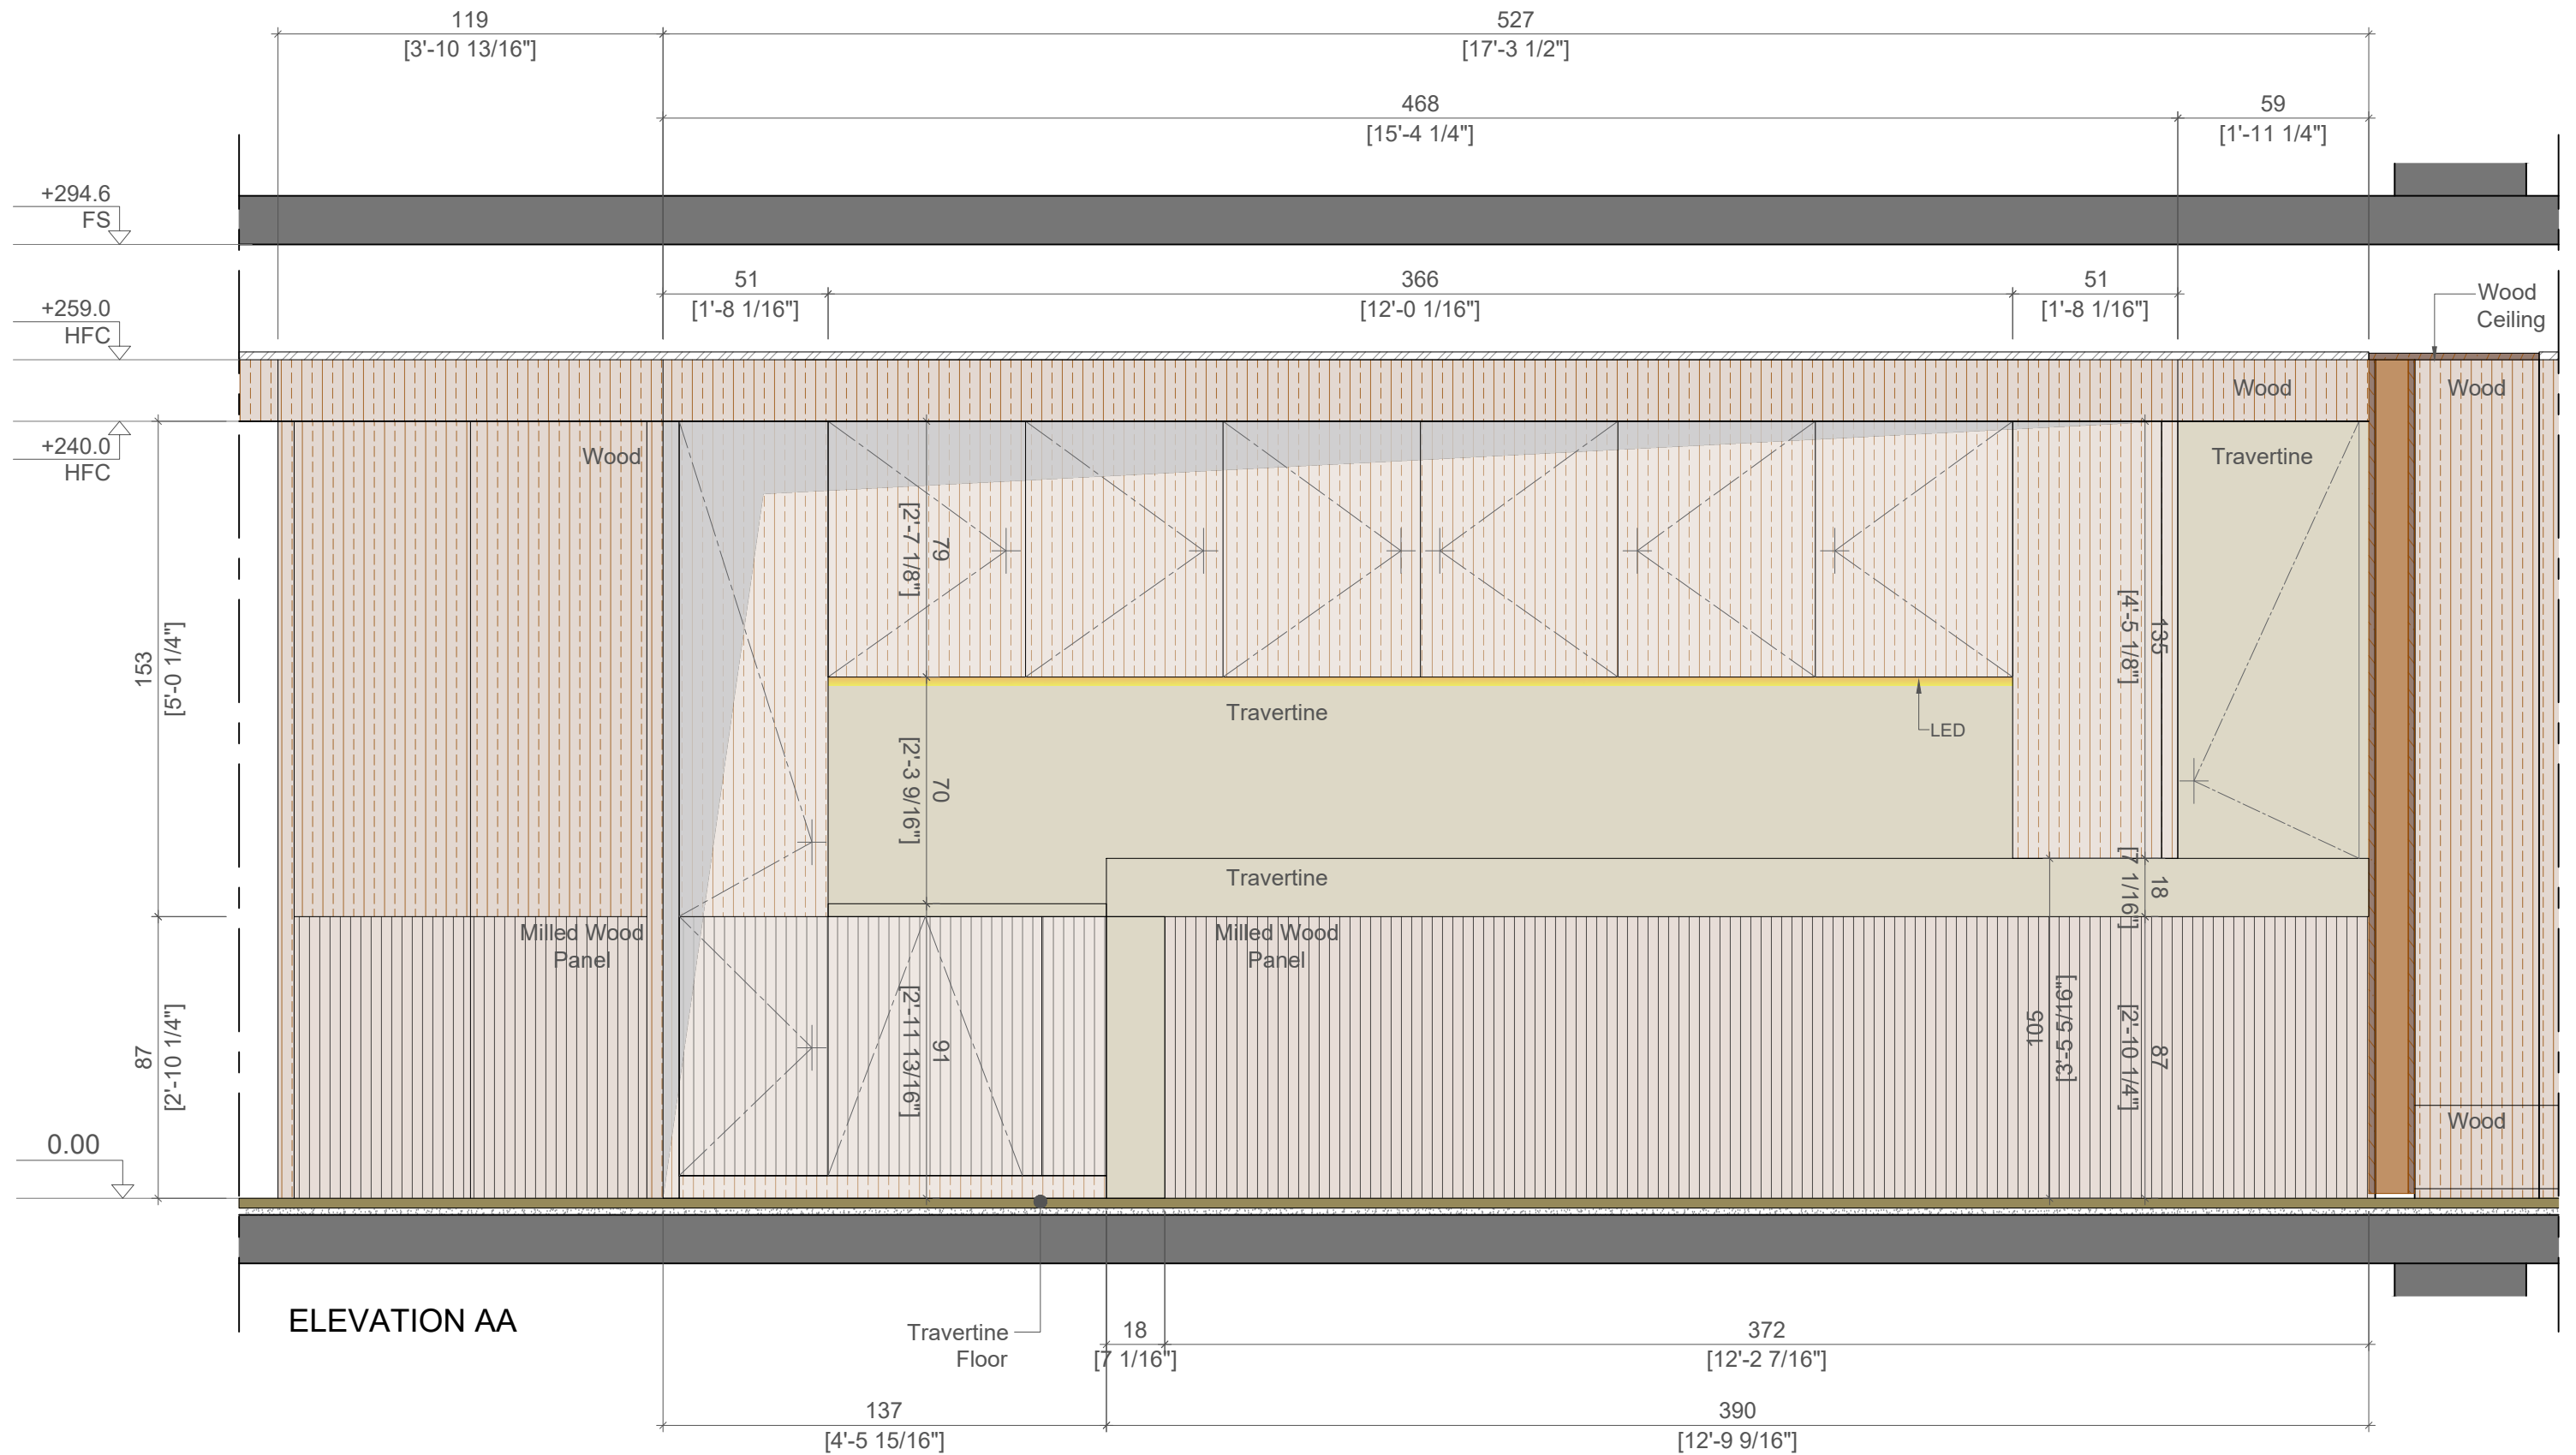 119
[3'-10 13/16"]
527
[17'-3 1/2"]
468
[15'-4 1/4"]
59
[1'-11 1/4"]
+294.6
FS
51
[1'-8 1/16"]
366
[12'-0 1/16"]
51
[1'-8 1/16"]
+259.0
HFC
Wood
Ceiling
Wood
Wood
+240.0
HFC
Wood
Travertine
79
[2'-7 1/8"]
135
[4'-5 1/8"]
153
[5'-0 1/4"]
Travertine
LED
70
[2'-3 9/16"]
Travertine
18
[7 1/16"]
Milled Wood
Panel
Milled Wood
Panel
91
[2'-11 13/16"]
105
[3'-5 5/16"]
87
[2'-10 1/4"]
87
[2'-10 1/4"]
Wood
0.00
ELEVATION AA
Travertine
Floor
18
[7 1/16"]
372
[12'-2 7/16"]
137
[4'-5 15/16"]
390
[12'-9 9/16"]